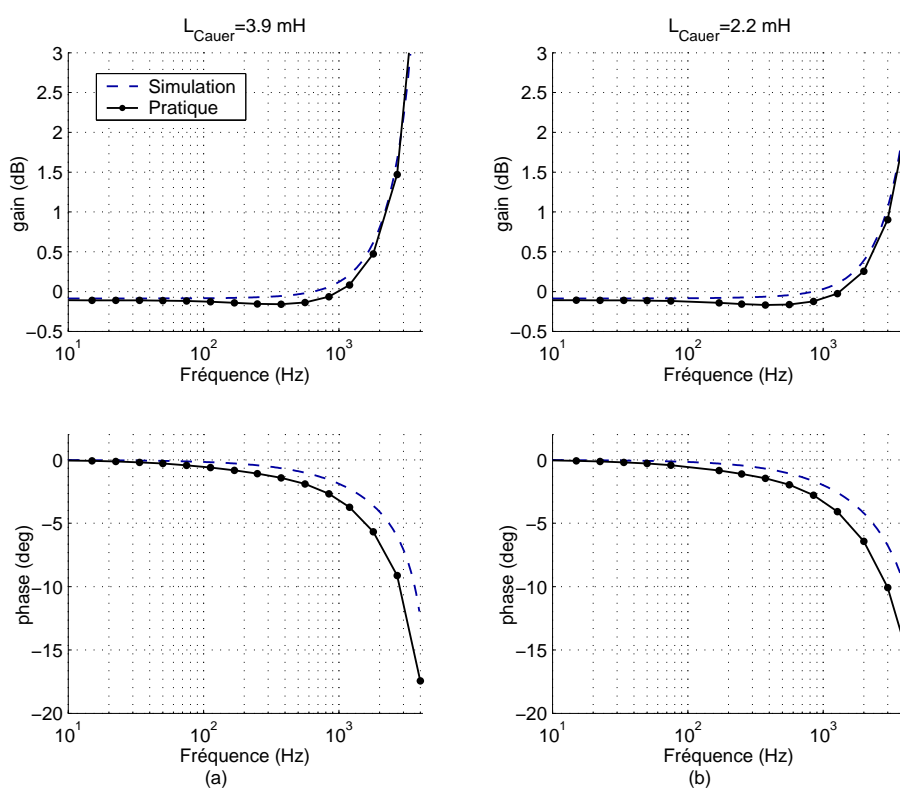 L_Cauer=3.9 mH
3
2.5
2
1.5
1
0.5
0
−0.5
gain (dB)
Simulation
Pratique
10^1
10^2
10^3
Fréquence (Hz)
L_Cauer=2.2 mH
3
2.5
2
1.5
1
0.5
0
−0.5
gain (dB)
10^1
10^2
10^3
Fréquence (Hz)
0
−5
−10
−15
−20
phase (deg)
10^1
10^2
10^3
Fréquence (Hz)
(a)
0
−5
−10
−15
−20
phase (deg)
10^1
10^2
10^3
Fréquence (Hz)
(b)